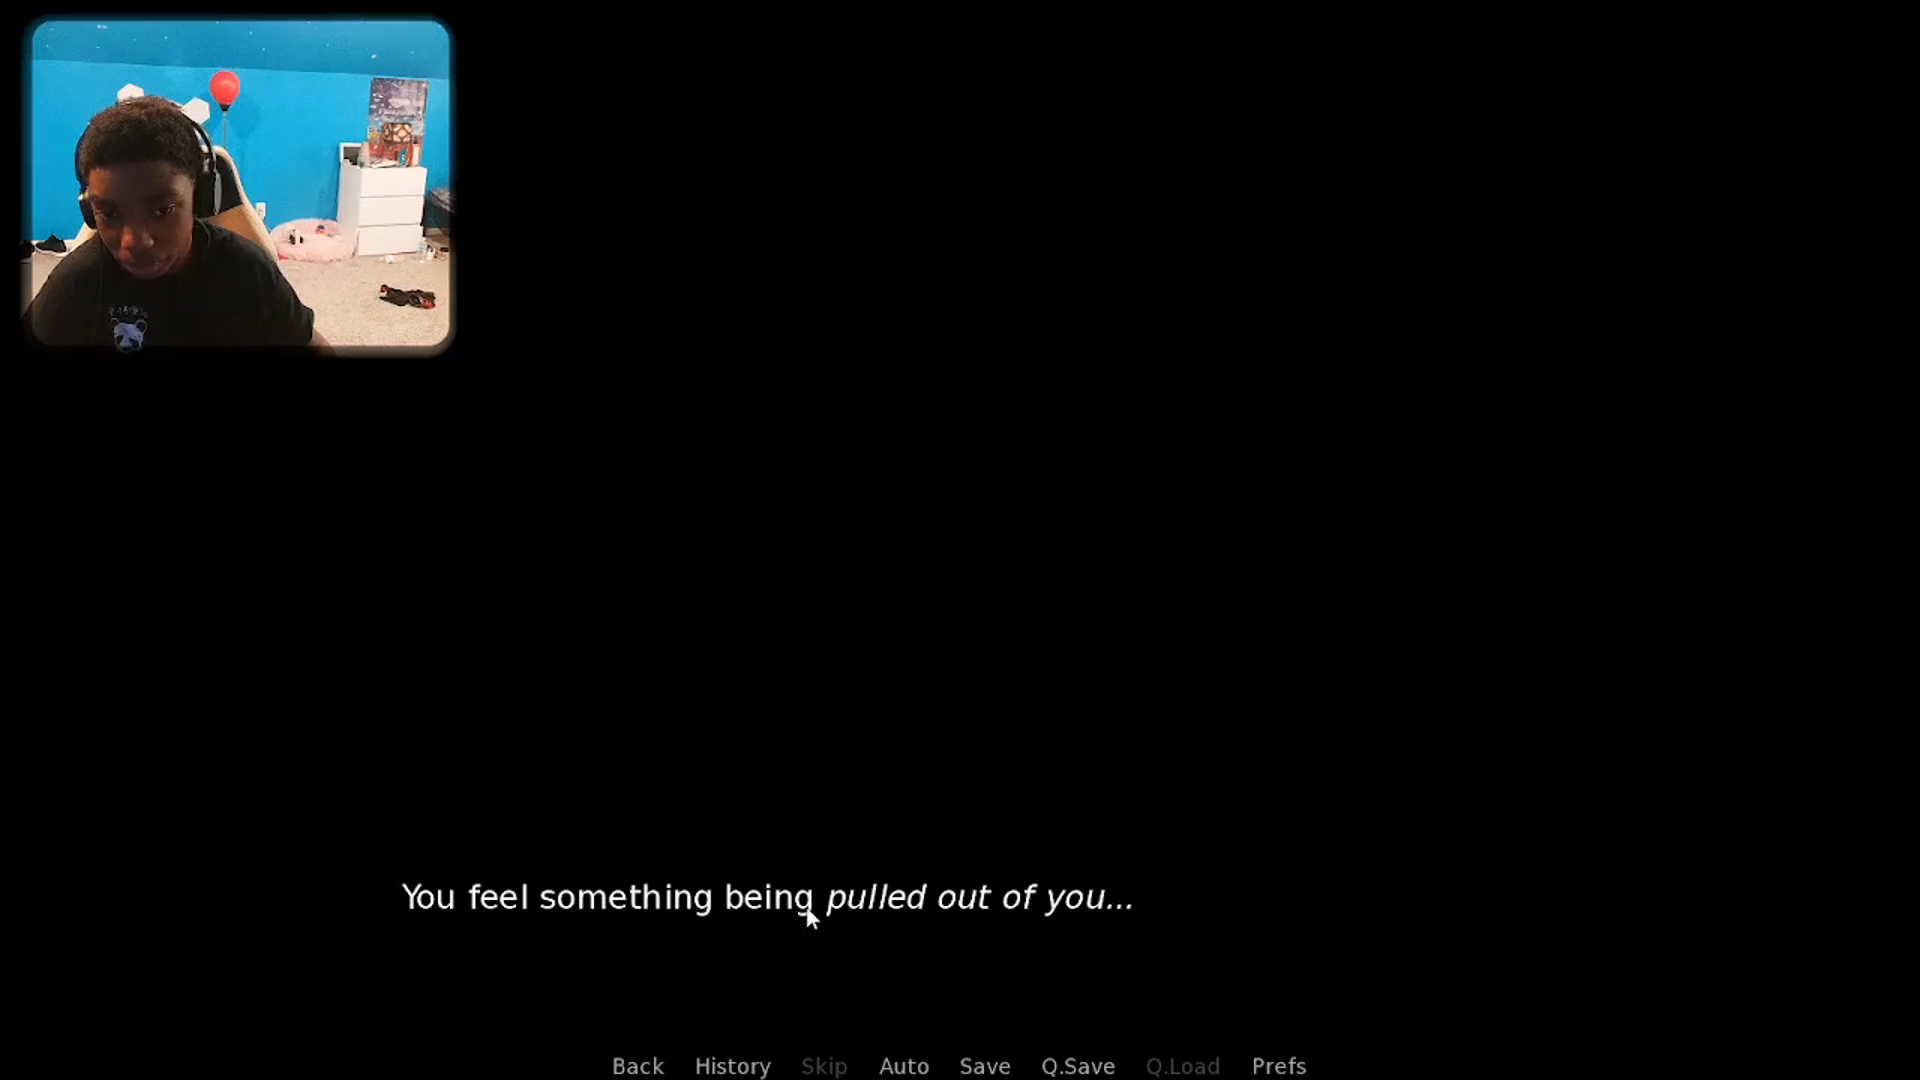 You feel something being pulled out of you...
Back History Skip Auto Save Q.Save Q.Load Prefs